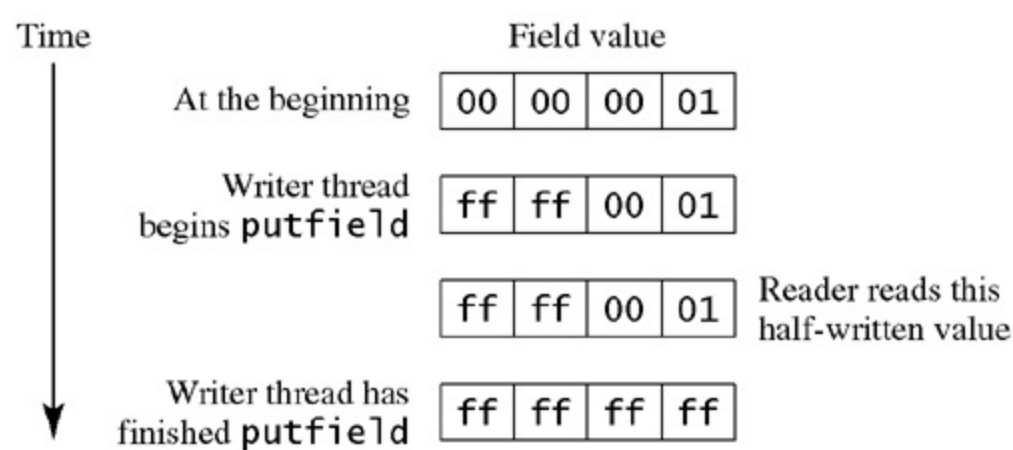 Time
Field value
At the beginning
00 00 00 01
Writer thread
begins putfield
ff ff 00 01
ff ff 00 01
Reader reads this
half-written value
Writer thread has
finished putfield
ff ff ff ff